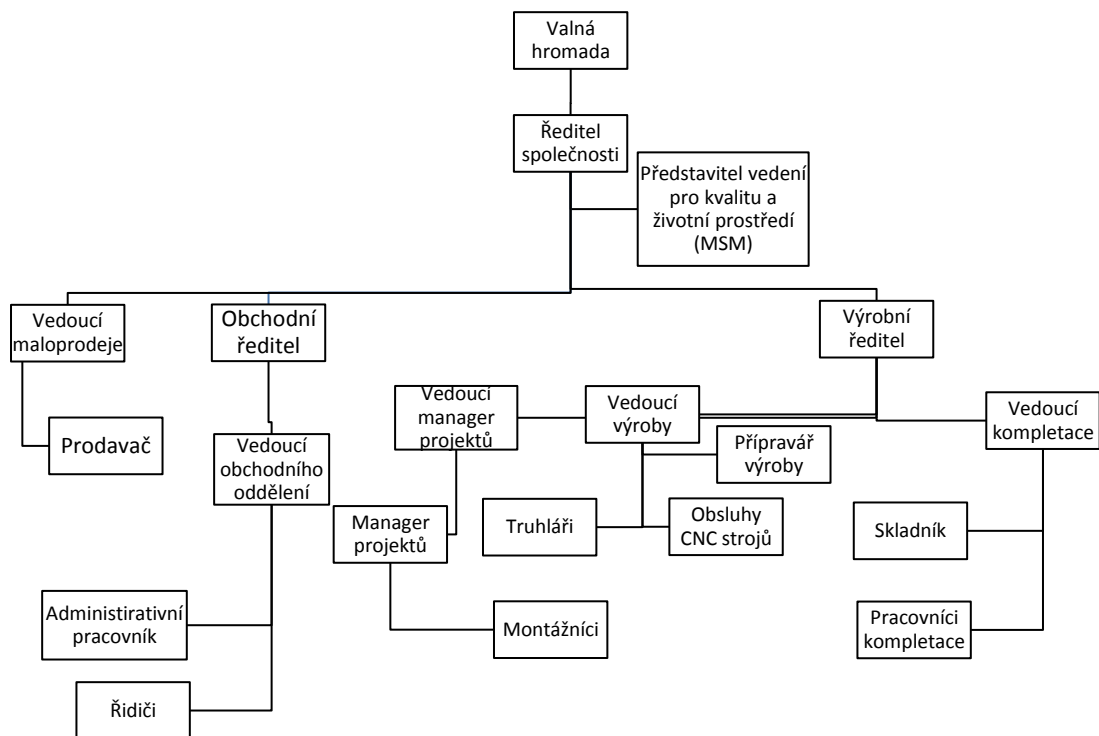 Valná
hromada
Ředitel
společnosti
Představitel vedení
pro kvalitu a
životní prostředí
(MSM)
Vedoucí
maloprodeje
Obchodní
ředitel
Výrobní
ředitel
Prodavač
Vedoucí
obchodního
oddělení
Vedoucí
manager
projektů
Vedoucí
výroby
Přípravář
výroby
Vedoucí
kompletace
Manager
projektů
Truhláři
Obsluhy
CNC strojů
Skladník
Administirativní
pracovník
Montážníci
Pracovníci
kompletace
Řidiči